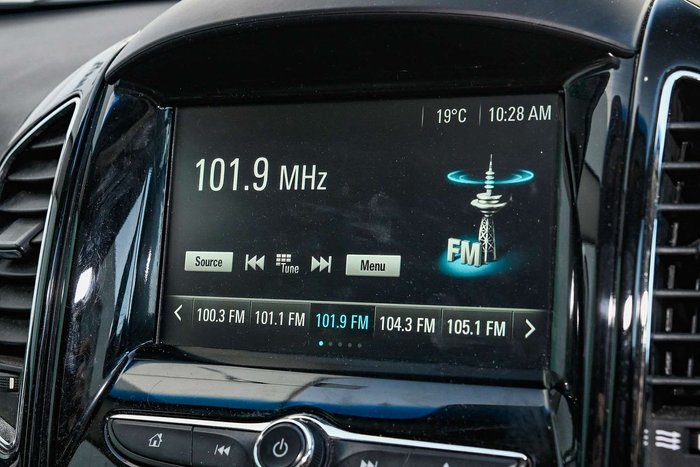 19°C 10:28 AM
101.9 MHz
FM
Source Tune Menu
100.3 FM 101.1 FM 101.9 FM 104.3 FM 105.1 FM